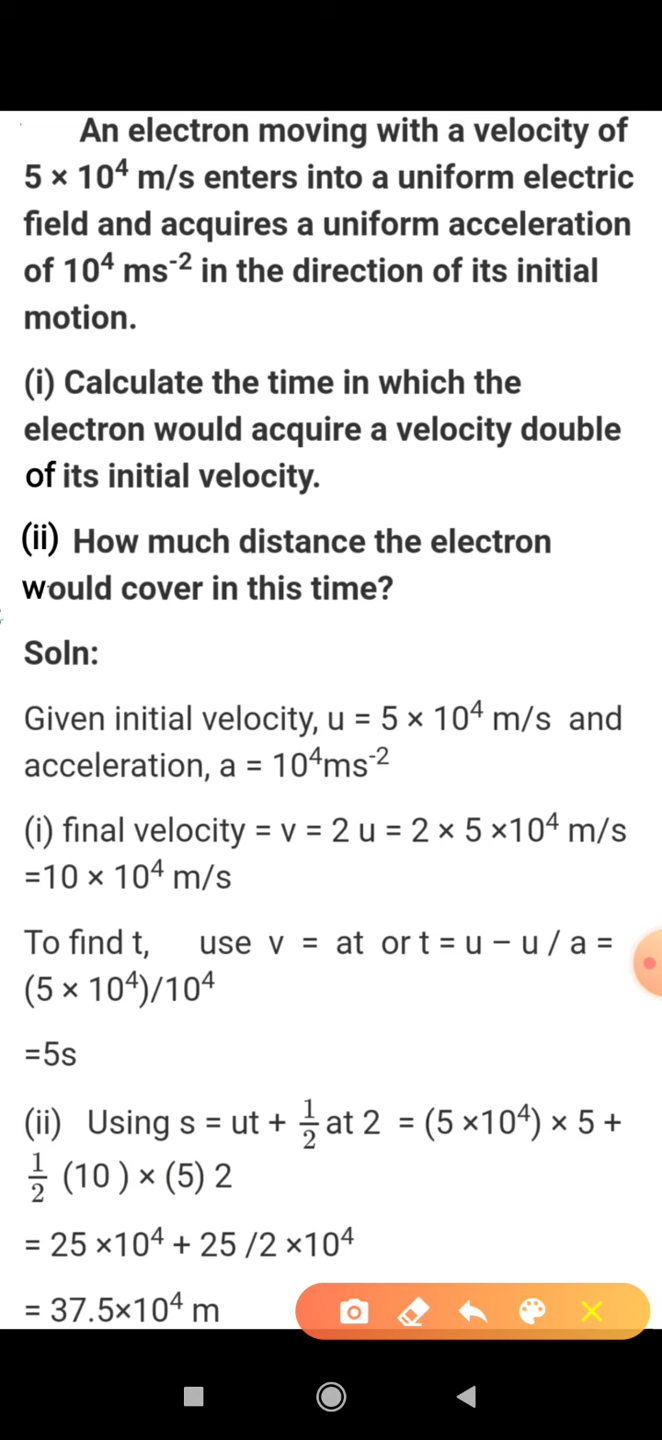 An electron moving with a velocity of
5 × 10⁴ m/s enters into a uniform electric
field and acquires a uniform acceleration
of 10⁴ ms⁻² in the direction of its initial
motion.
(i) Calculate the time in which the
electron would acquire a velocity double
of its initial velocity.
(ii) How much distance the electron
would cover in this time?
Soln:
Given initial velocity, u = 5 × 10⁴ m/s and
acceleration, a = 10⁴ms⁻²
(i) final velocity = v = 2 u = 2 × 5 ×10⁴ m/s
=10 × 10⁴ m/s
To find t, use v = at or t = u – u / a =
(5 × 10⁴)/10⁴
=5s
(ii) Using s = ut + 1/2 at 2 = (5 ×10⁴) × 5 +
1/2 (10 ) × (5) 2
= 25 ×10⁴ + 25 /2 ×10⁴
= 37.5×10⁴ m